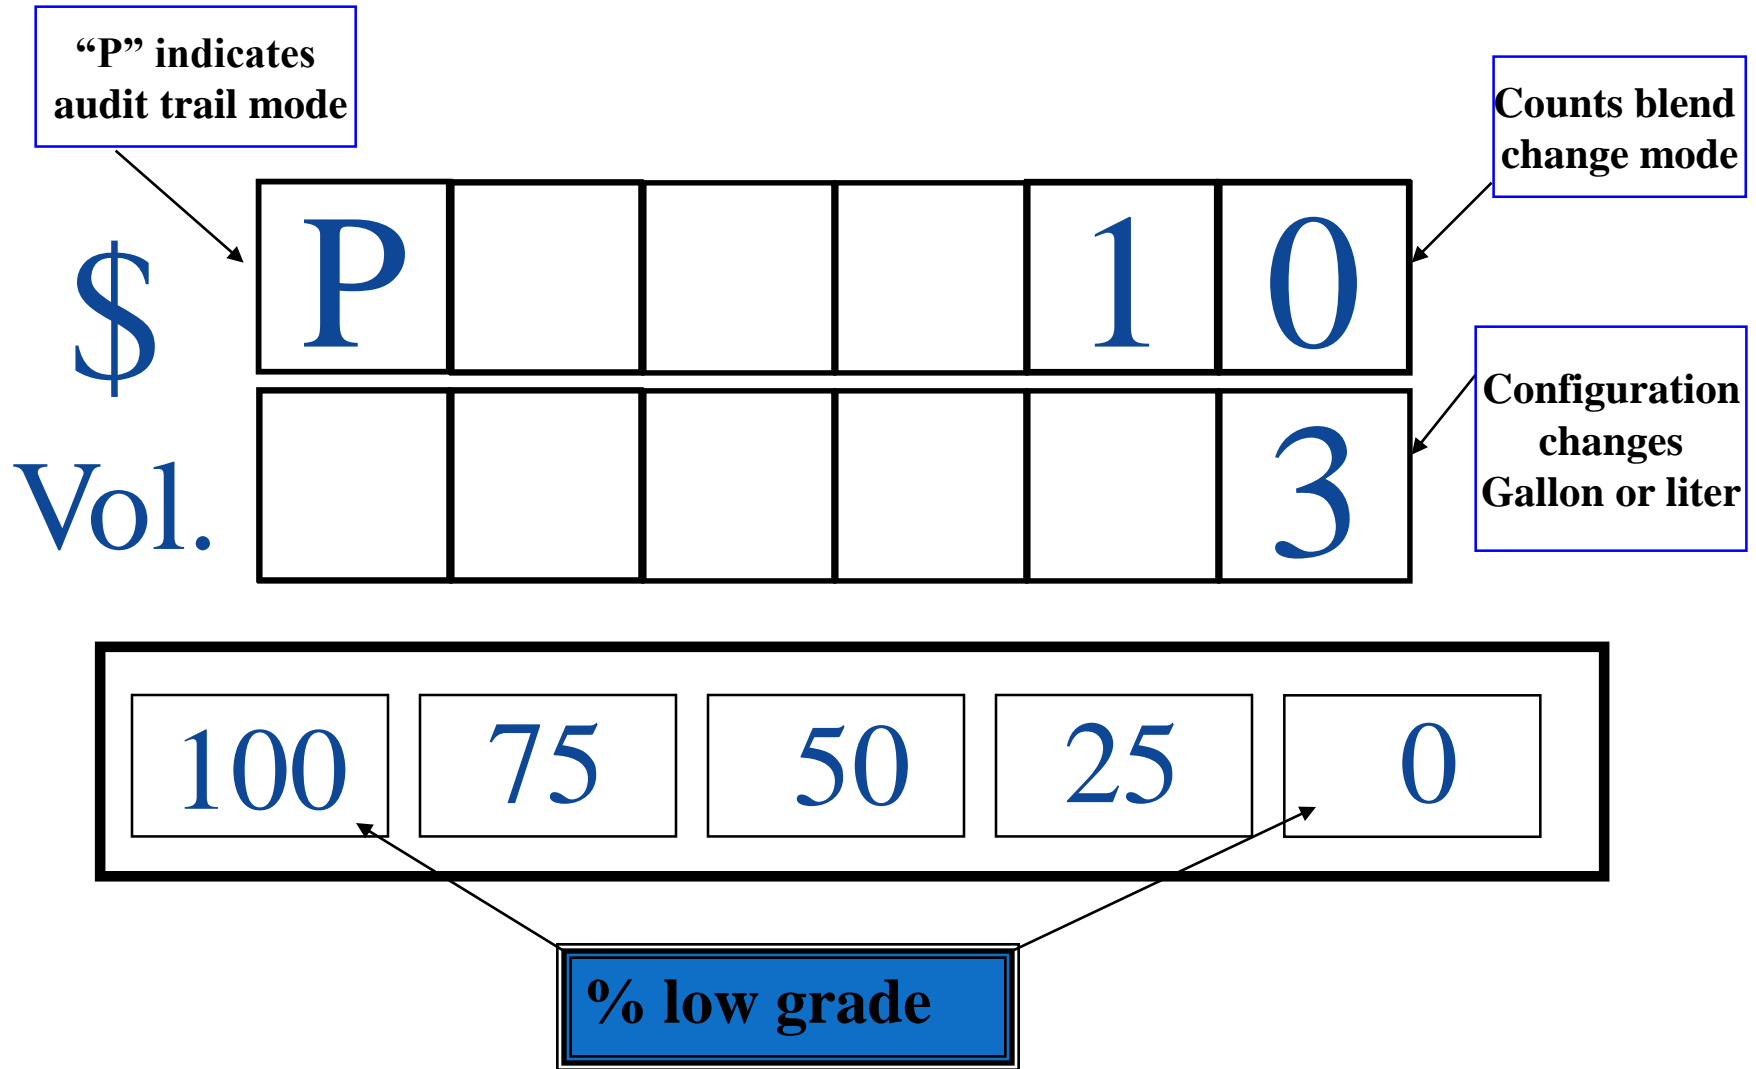 “P” indicates
audit trail mode
Counts blend
change mode
$ P 1 0
Configuration
changes
Gallon or liter
Vol. 3
100 75 50 25 0
% low grade